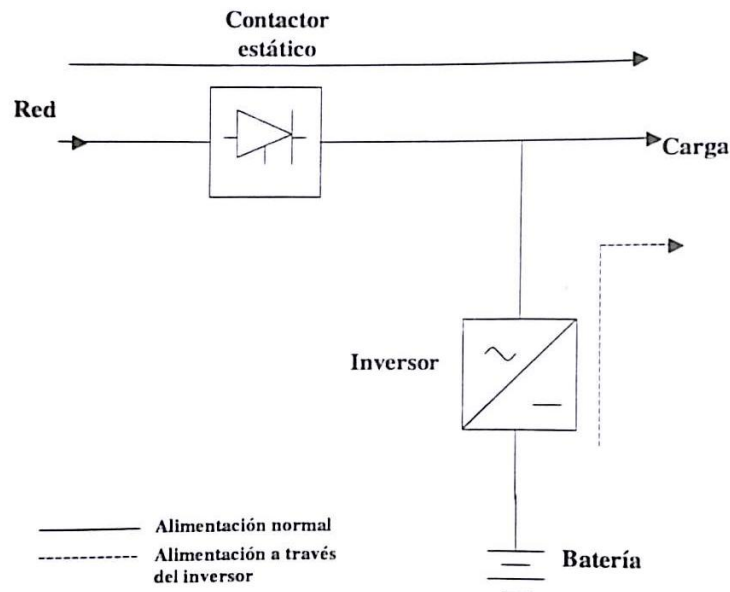 Contactor
estático
Red
Carga
Inversor
Alimentación normal
Alimentación a través
del inversor
Batería